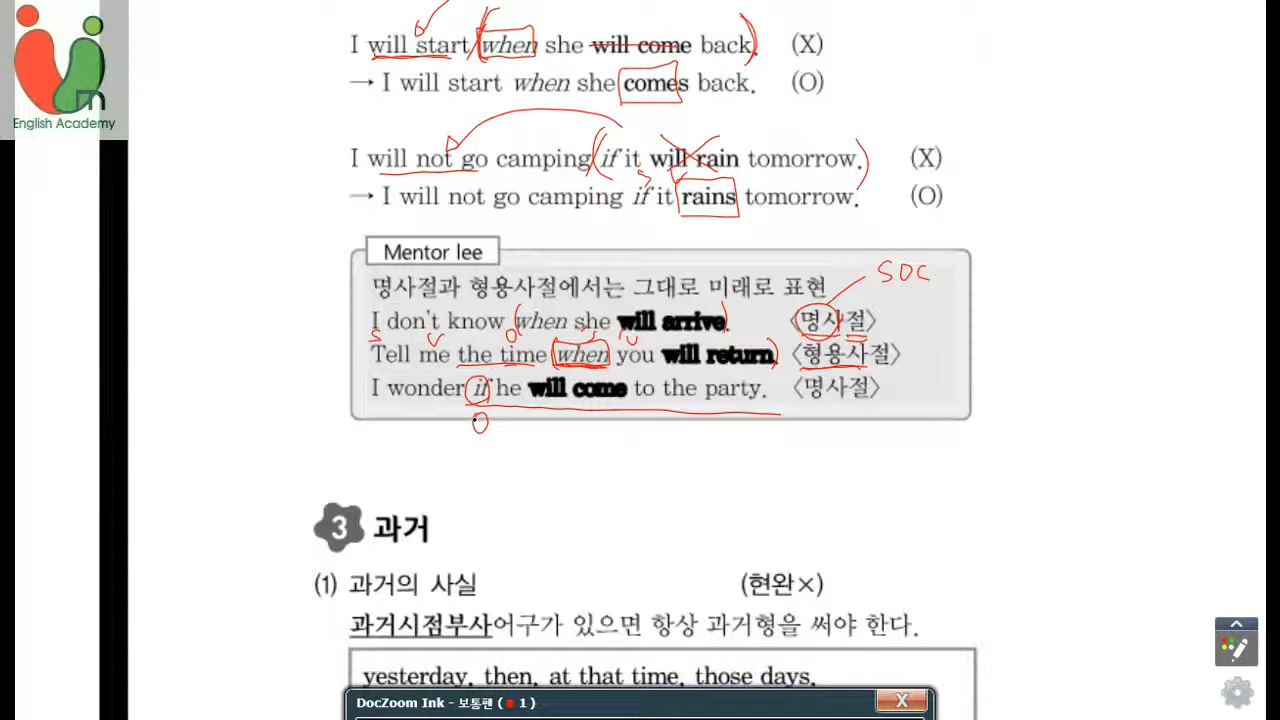 English Academy
I will start when she will come back. (X)
→ I will start when she comes back. (O)
I will not go camping if it will rain tomorrow. (X)
→ I will not go camping if it rains tomorrow. (O)
Mentor lee
명사절과 형용사절에서는 그대로 미래로 표현
SOC
I don't know when she will arrive. 〈명사절〉
S V O S V
Tell me the time when you will return. 〈형용사절〉
I wonder if he will come to the party. 〈명사절〉
O
3 과거
(1) 과거의 사실 (현완×)
과거시점부사어구가 있으면 항상 과거형을 써야 한다.
yesterday, then, at that time, those days,
DocZoom Ink - 보통펜 ( 1 )
X